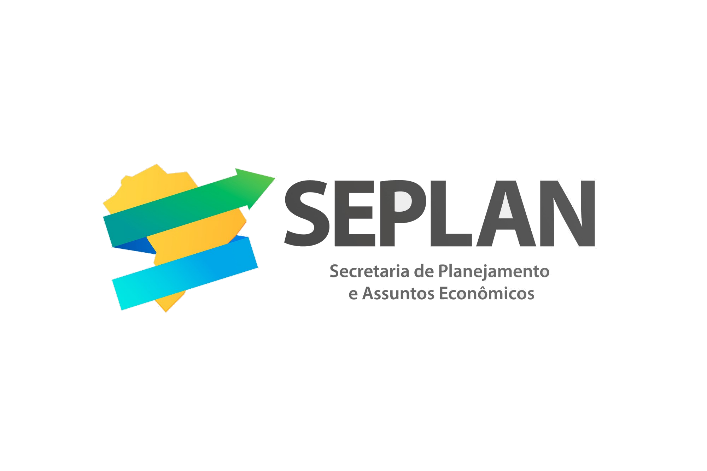 SEPLAN
Secretaria de Planejamento
e Assuntos Econômicos